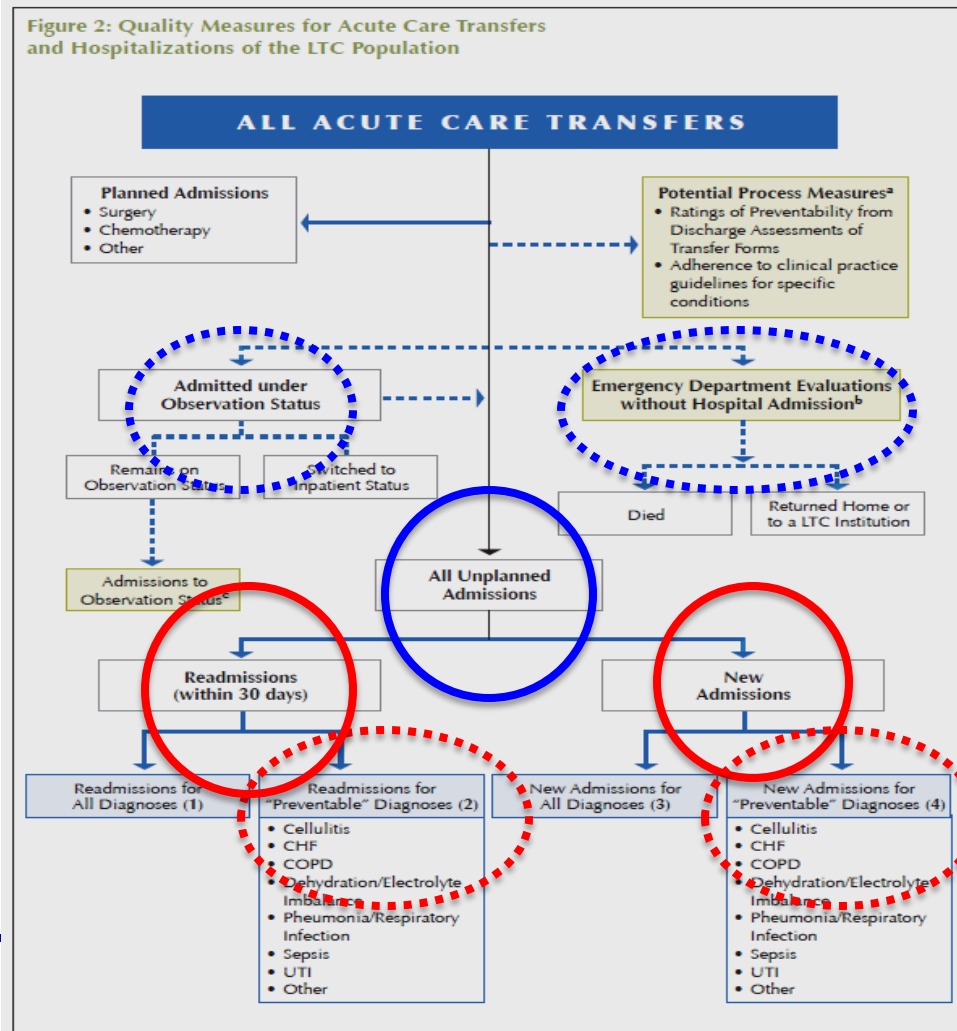 Figure 2: Quality Measures for Acute Care Transfers
and Hospitalizations of the LTC Population
ALL ACUTE CARE TRANSFERS
Planned Admissions
• Surgery
• Chemotherapy
• Other
Potential Process Measuresᵃ
• Ratings of Preventability from
Discharge Assessments of
Transfer Forms
• Adherence to clinical practice
guidelines for specific
conditions
Admitted under
Observation Status
Emergency Department Evaluations
without Hospital Admissionᵇ
Remains on
Observation Status
Switched to
Inpatient Status
Died
Returned Home or
to a LTC Institution
Admissions to
Observation Statusᶜ
All Unplanned
Admissions
Readmissions
(within 30 days)
New
Admissions
Readmissions for
All Diagnoses (1)
Readmissions for
"Preventable" Diagnoses (2)
• Cellulitis
• CHF
• COPD
• Dehydration/Electrolyte
Imbalance
• Pheumonia/Respiratory
Infection
• Sepsis
• UTI
• Other
New Admissions for
All Diagnoses (3)
New Admissions for
"Preventable" Diagnoses (4)
• Cellulitis
• CHF
• COPD
• Dehydration/Electrolyte
Imbalance
• Pheumonia/Respiratory
Infection
• Sepsis
• UTI
• Other